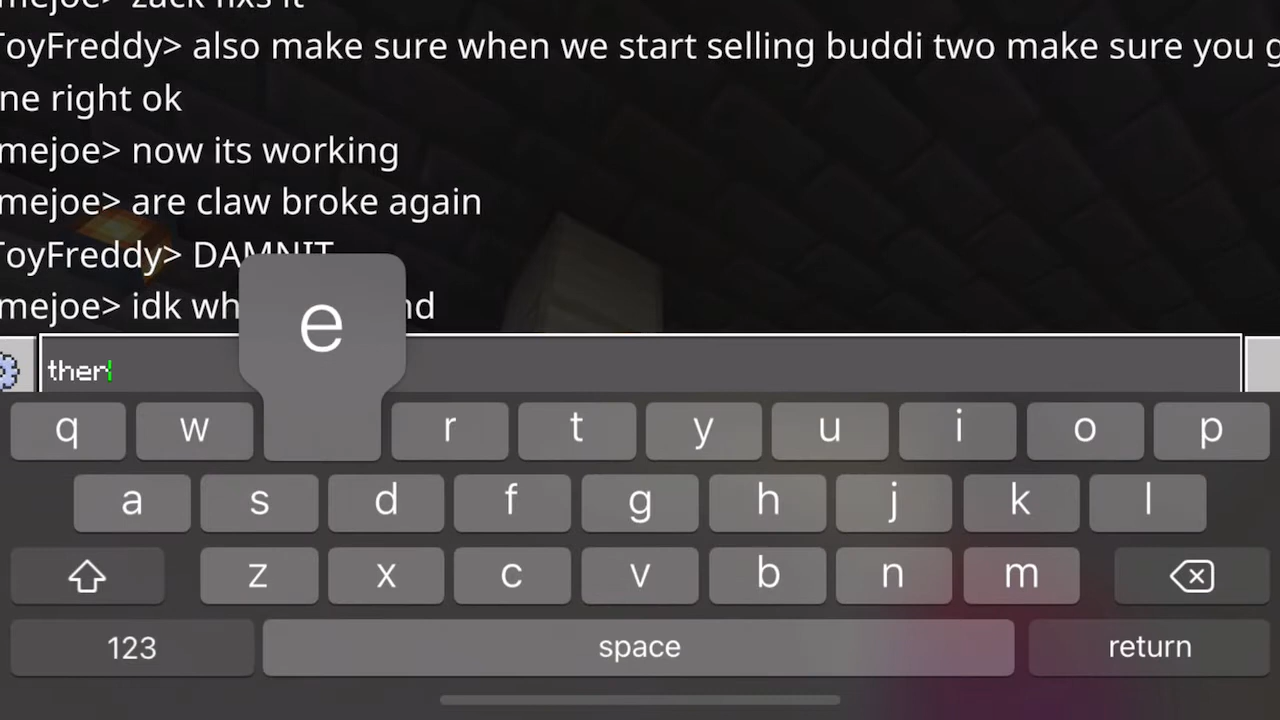 mejoe> zack fixs it
ToyFreddy> also make sure when we start selling buddi two make sure you g
ne right ok
mejoe> now its working
mejoe> are claw broke again
ToyFreddy> DAMNIT
mejoe> idk wh nd
ther
e
q w r t y u i o p
a s d f g h j k l
z x c v b n m
123 space return